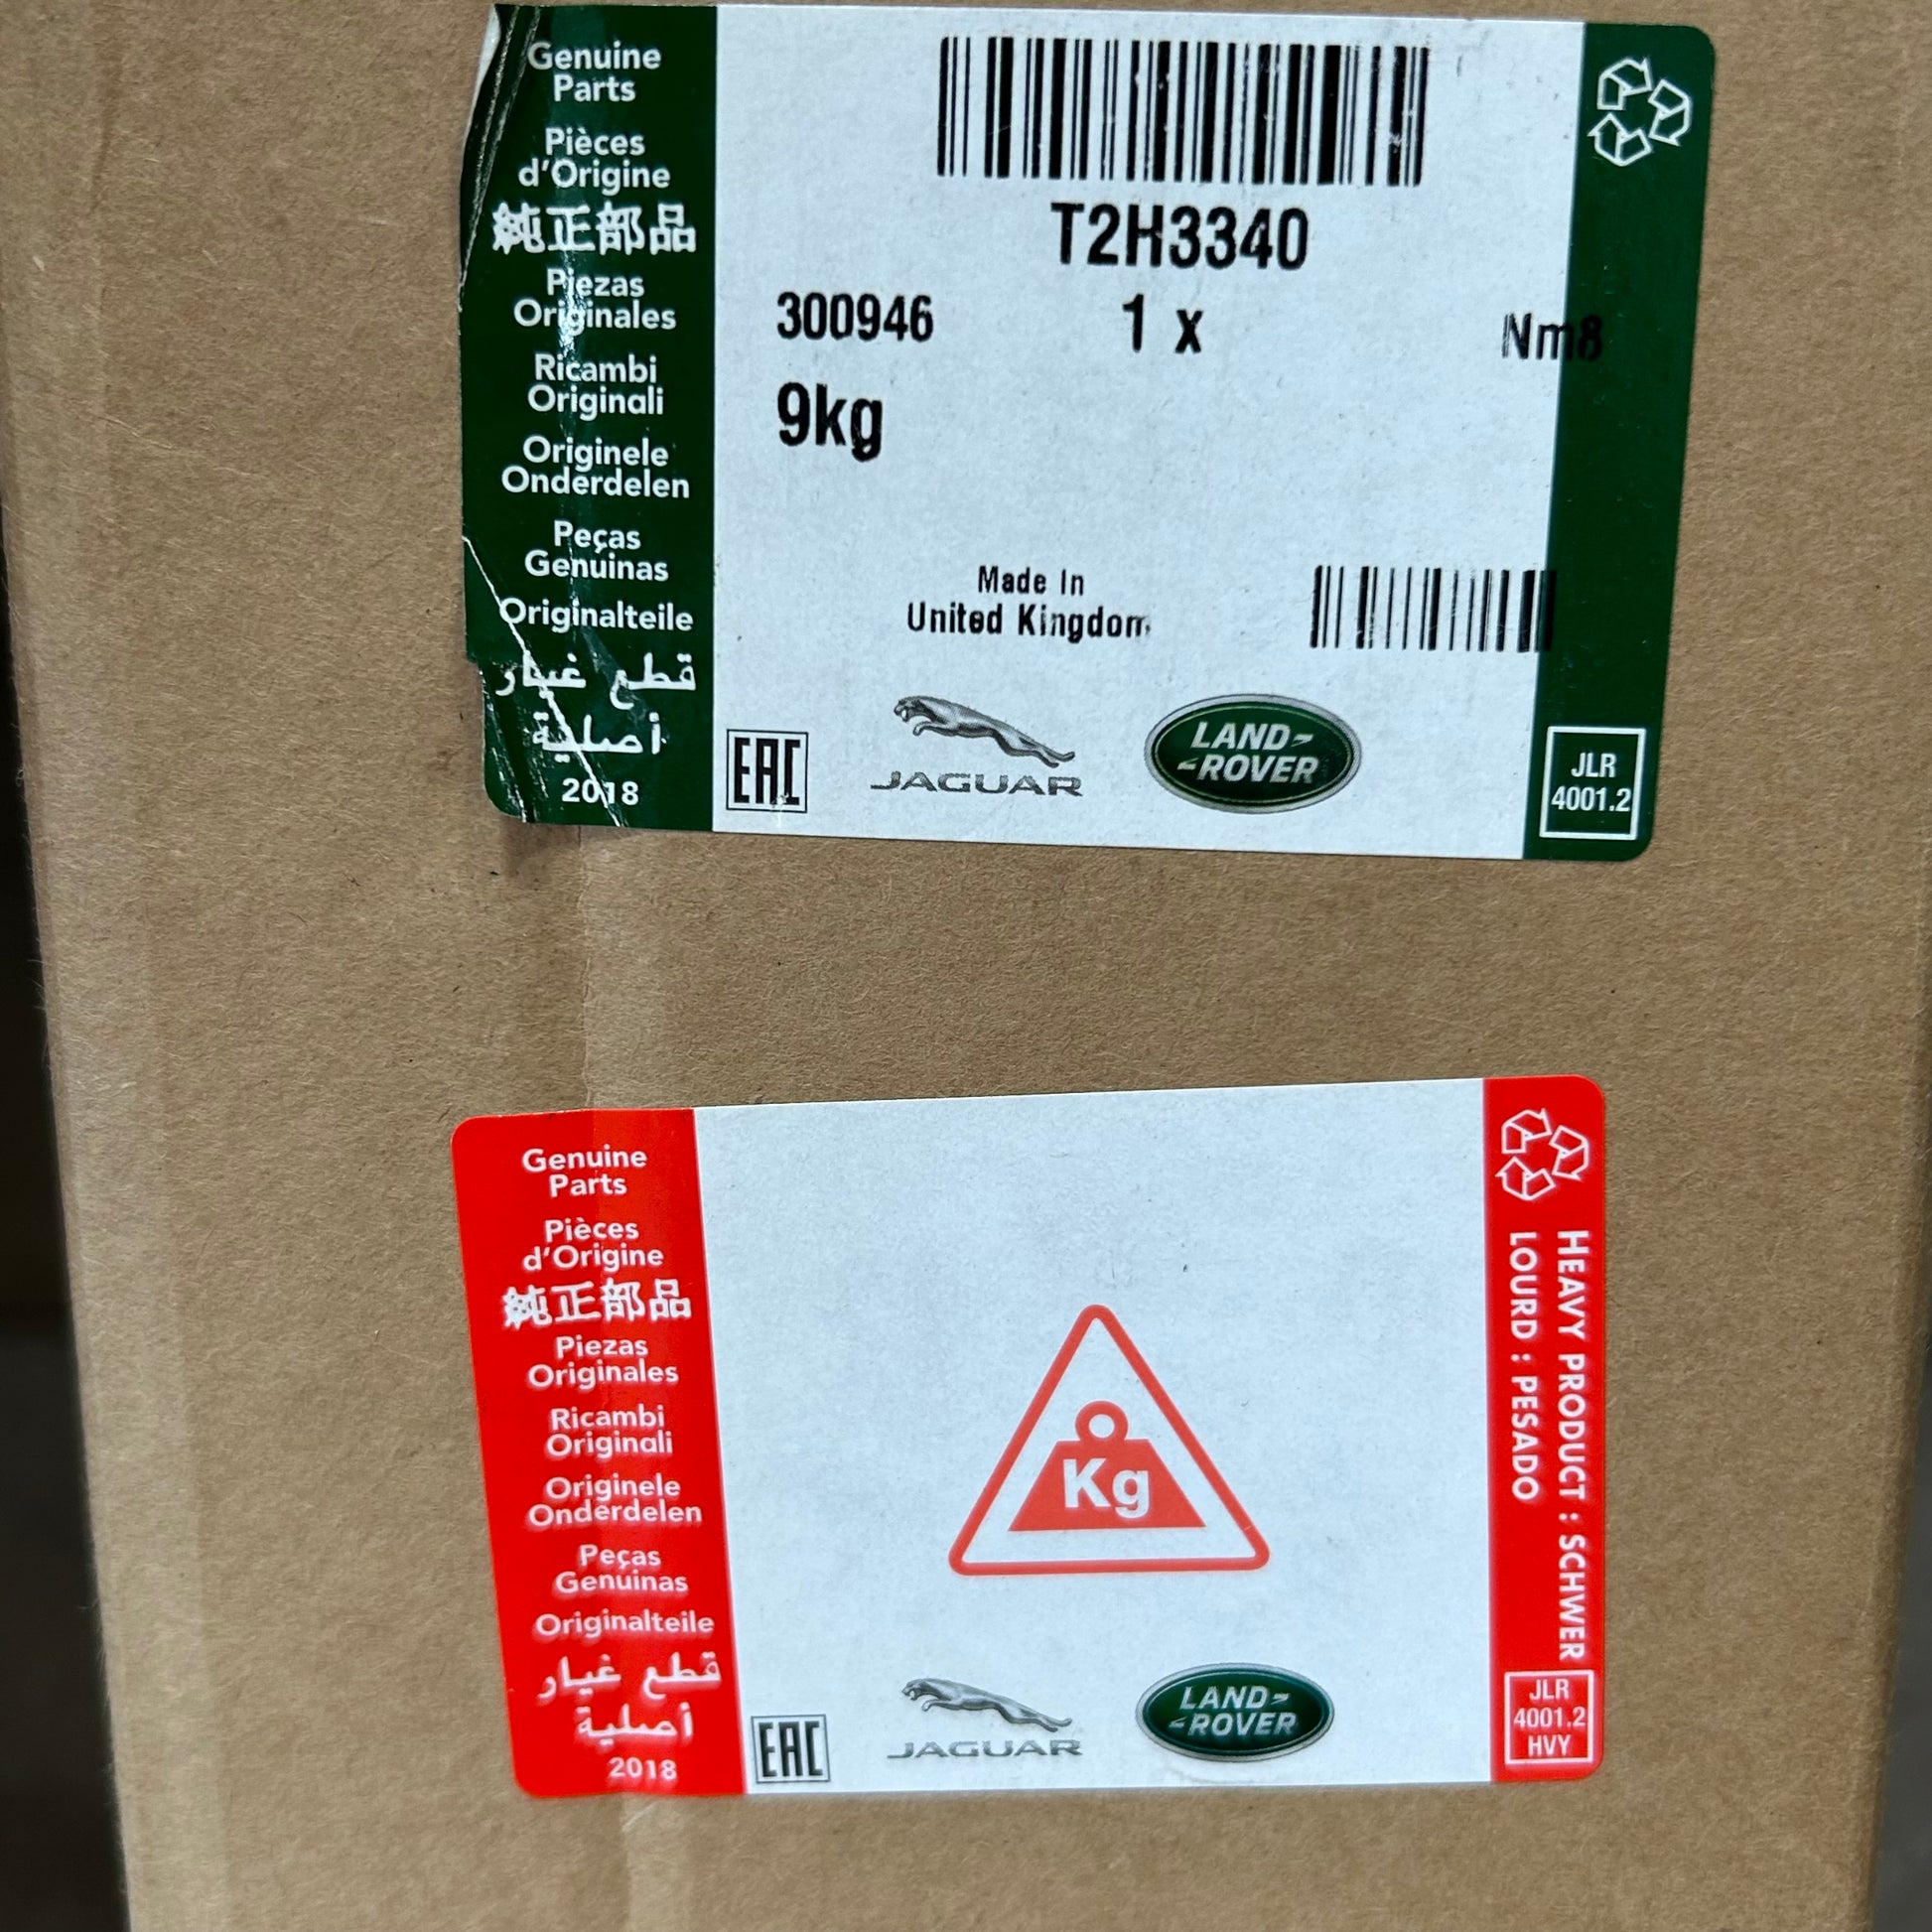 Genuine
Parts
Pièces
d'Origine
純正部品
Piezas
Originales
Ricambi
Originali
Originele
Onderdelen
Peças
Genuinas
Originalteile
قطع غيار
أصلية
2018
T2H3340
300946 1 x Nm8
9kg
Made In
United Kingdom
EAC
JAGUAR
LAND-
-ROVER
JLR
4001.2
Genuine
Parts
Pièces
d'Origine
純正部品
Piezas
Originales
Ricambi
Originali
Originele
Onderdelen
Peças
Genuinas
Originalteile
قطع غيار
أصلية
2018
Kg
EAC
JAGUAR
LAND-
-ROVER
HEAVY PRODUCT : SCHWER
LOURD : PESADO
JLR
4001.2
HVY